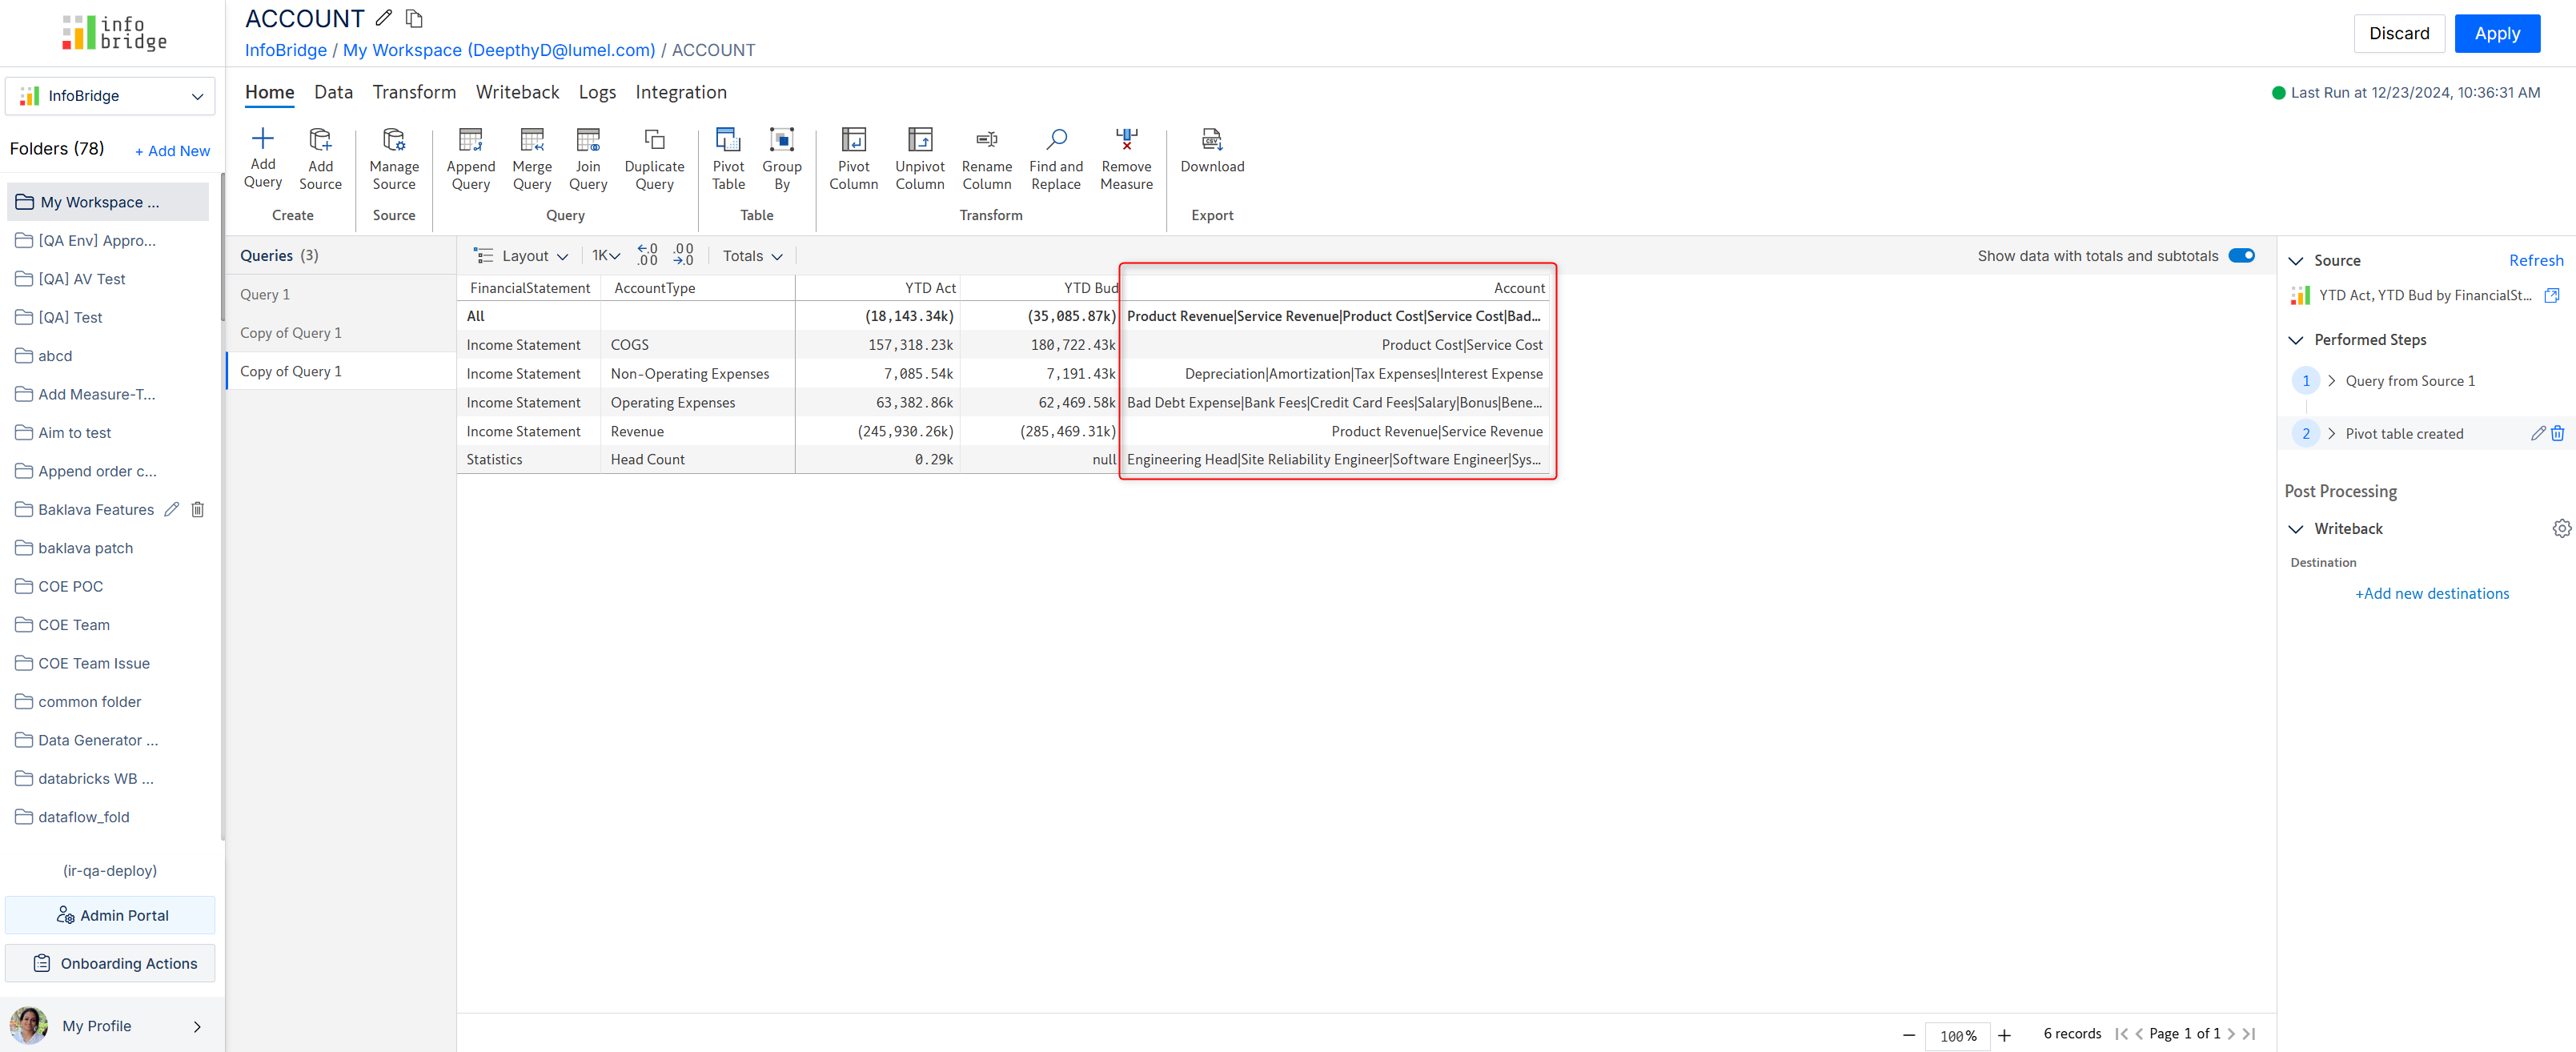 info
bridge
ACCOUNT
InfoBridge / My Workspace (DeepthyD@lumel.com) / ACCOUNT
Discard
Apply
InfoBridge
Home Data Transform Writeback Logs Integration
Last Run at 12/23/2024, 10:36:31 AM
Folders (78)
+ Add New
Add Query
Add Source
Manage Source
Append Query
Merge Query
Join Query
Duplicate Query
Pivot Table
Group By
Pivot Column
Unpivot Column
Rename Column
Find and Replace
Remove Measure
CSV
Download
Create
Source
Query
Table
Transform
Export
My Workspace ...
[QA Env] Appro...
[QA] AV Test
[QA] Test
abcd
Add Measure-T...
Aim to test
Append order c...
Baklava Features
baklava patch
COE POC
COE Team
COE Team Issue
common folder
Data Generator ...
databricks WB ...
dataflow_fold
(ir-qa-deploy)
Admin Portal
Onboarding Actions
My Profile
Queries (3)
Query 1
Copy of Query 1
Copy of Query 1
Layout
1K
.0 .00
.00 .0
Totals
Show data with totals and subtotals
FinancialStatement AccountType YTD Act YTD Bud Account
All (18,143.34k) (35,085.87k) Product Revenue|Service Revenue|Product Cost|Service Cost|Bad...
Income Statement COGS 157,318.23k 180,722.43k Product Cost|Service Cost
Income Statement Non-Operating Expenses 7,085.54k 7,191.43k Depreciation|Amortization|Tax Expenses|Interest Expense
Income Statement Operating Expenses 63,382.86k 62,469.58k Bad Debt Expense|Bank Fees|Credit Card Fees|Salary|Bonus|Bene...
Income Statement Revenue (245,930.26k) (285,469.31k) Product Revenue|Service Revenue
Statistics Head Count 0.29k null Engineering Head|Site Reliability Engineer|Software Engineer|Sys...
Source
Refresh
YTD Act, YTD Bud by FinancialSt...
Performed Steps
1 Query from Source 1
2 Pivot table created
Post Processing
Writeback
Destination
+Add new destinations
100%
6 records
Page 1 of 1